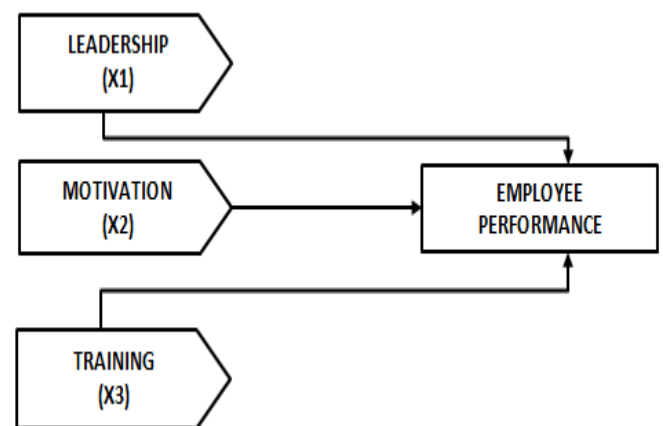 LEADERSHIP
(X1)
MOTIVATION
(X2)
EMPLOYEE
PERFORMANCE
TRAINING
(X3)